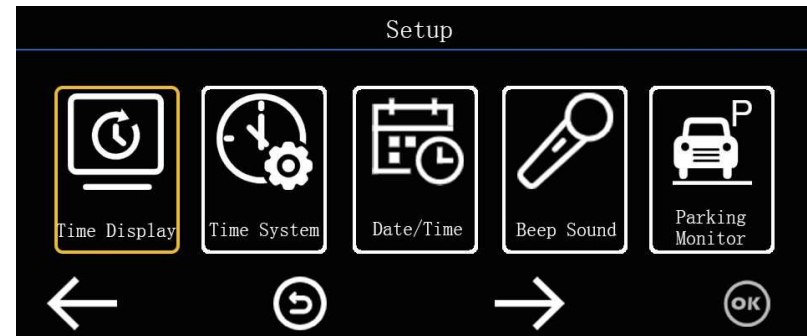 Setup
Time Display
Time System
Date/Time
Beep Sound
P
Parking
Monitor
OK